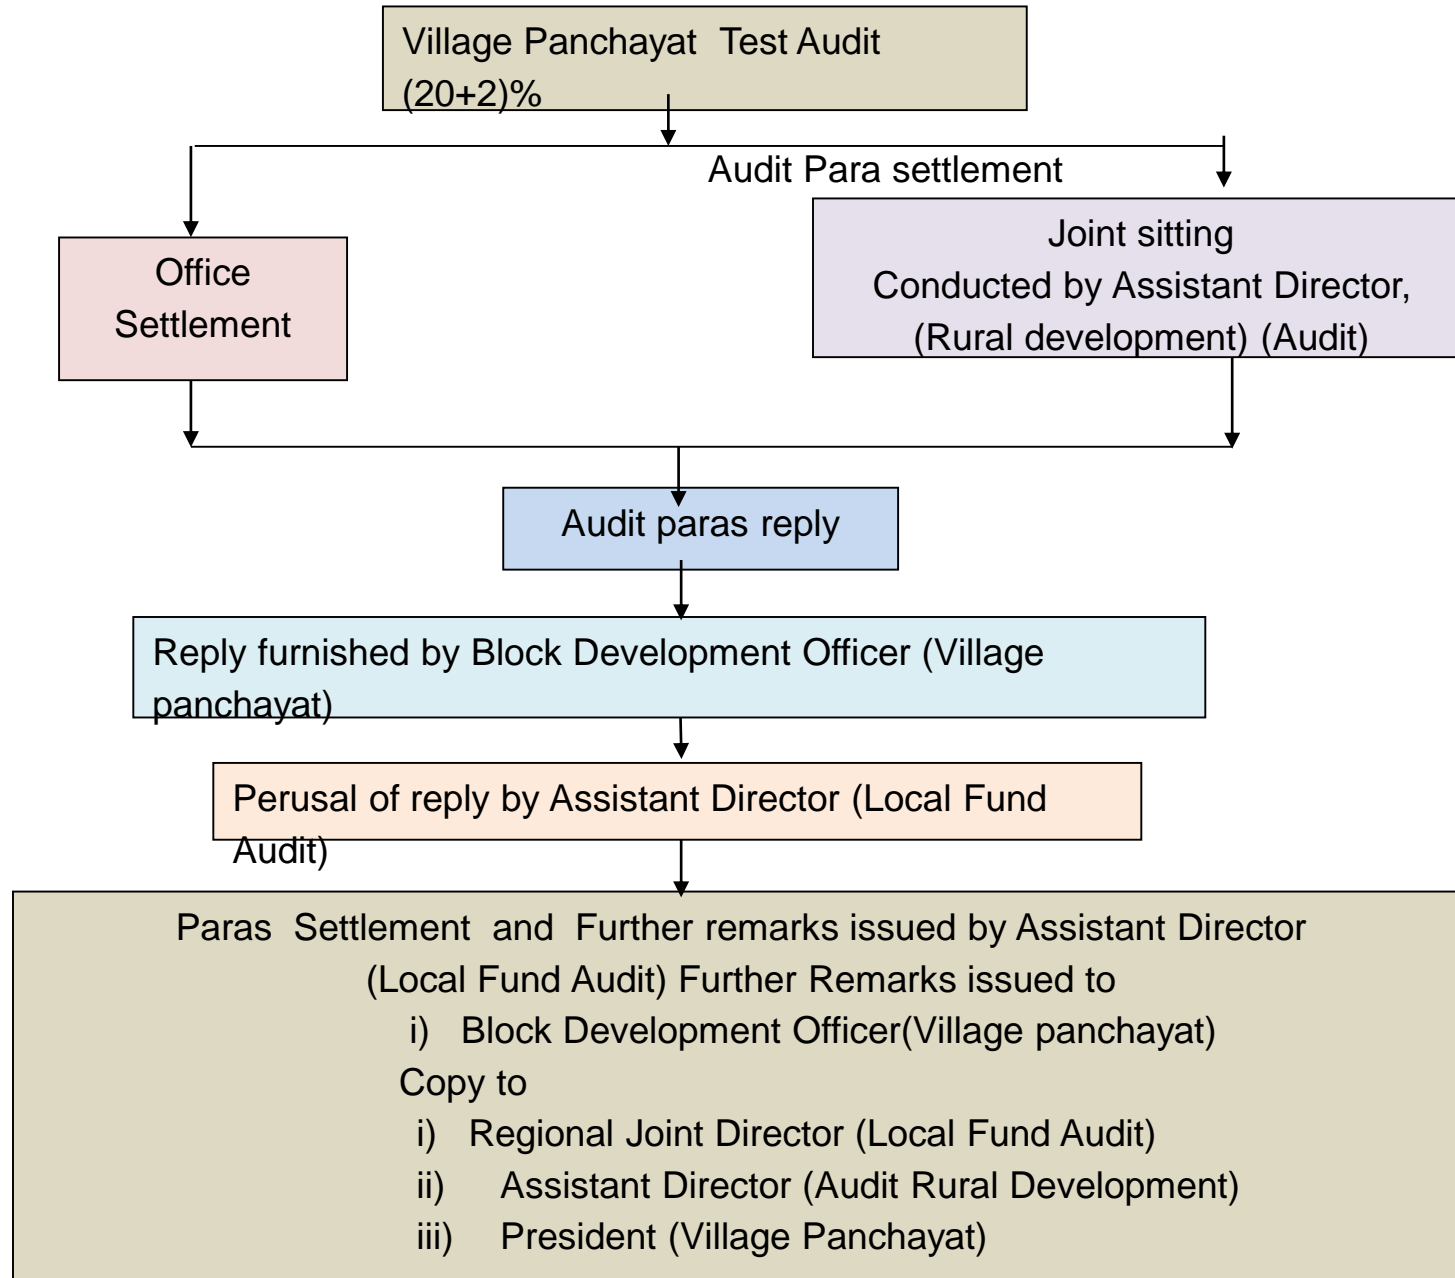 Village Panchayat  Test Audit
(20+2)%
Audit Para settlement
Office
Settlement
Joint sitting
Conducted by Assistant Director,
(Rural development) (Audit)
Audit paras reply
Reply furnished by Block Development Officer (Village
panchayat)
Perusal of reply by Assistant Director (Local Fund
Audit)
Paras  Settlement  and  Further remarks issued by Assistant Director
(Local Fund Audit) Further Remarks issued to
i)   Block Development Officer(Village panchayat)
Copy to
i)   Regional Joint Director (Local Fund Audit)
ii)    Assistant Director (Audit Rural Development)
iii)    President (Village Panchayat)